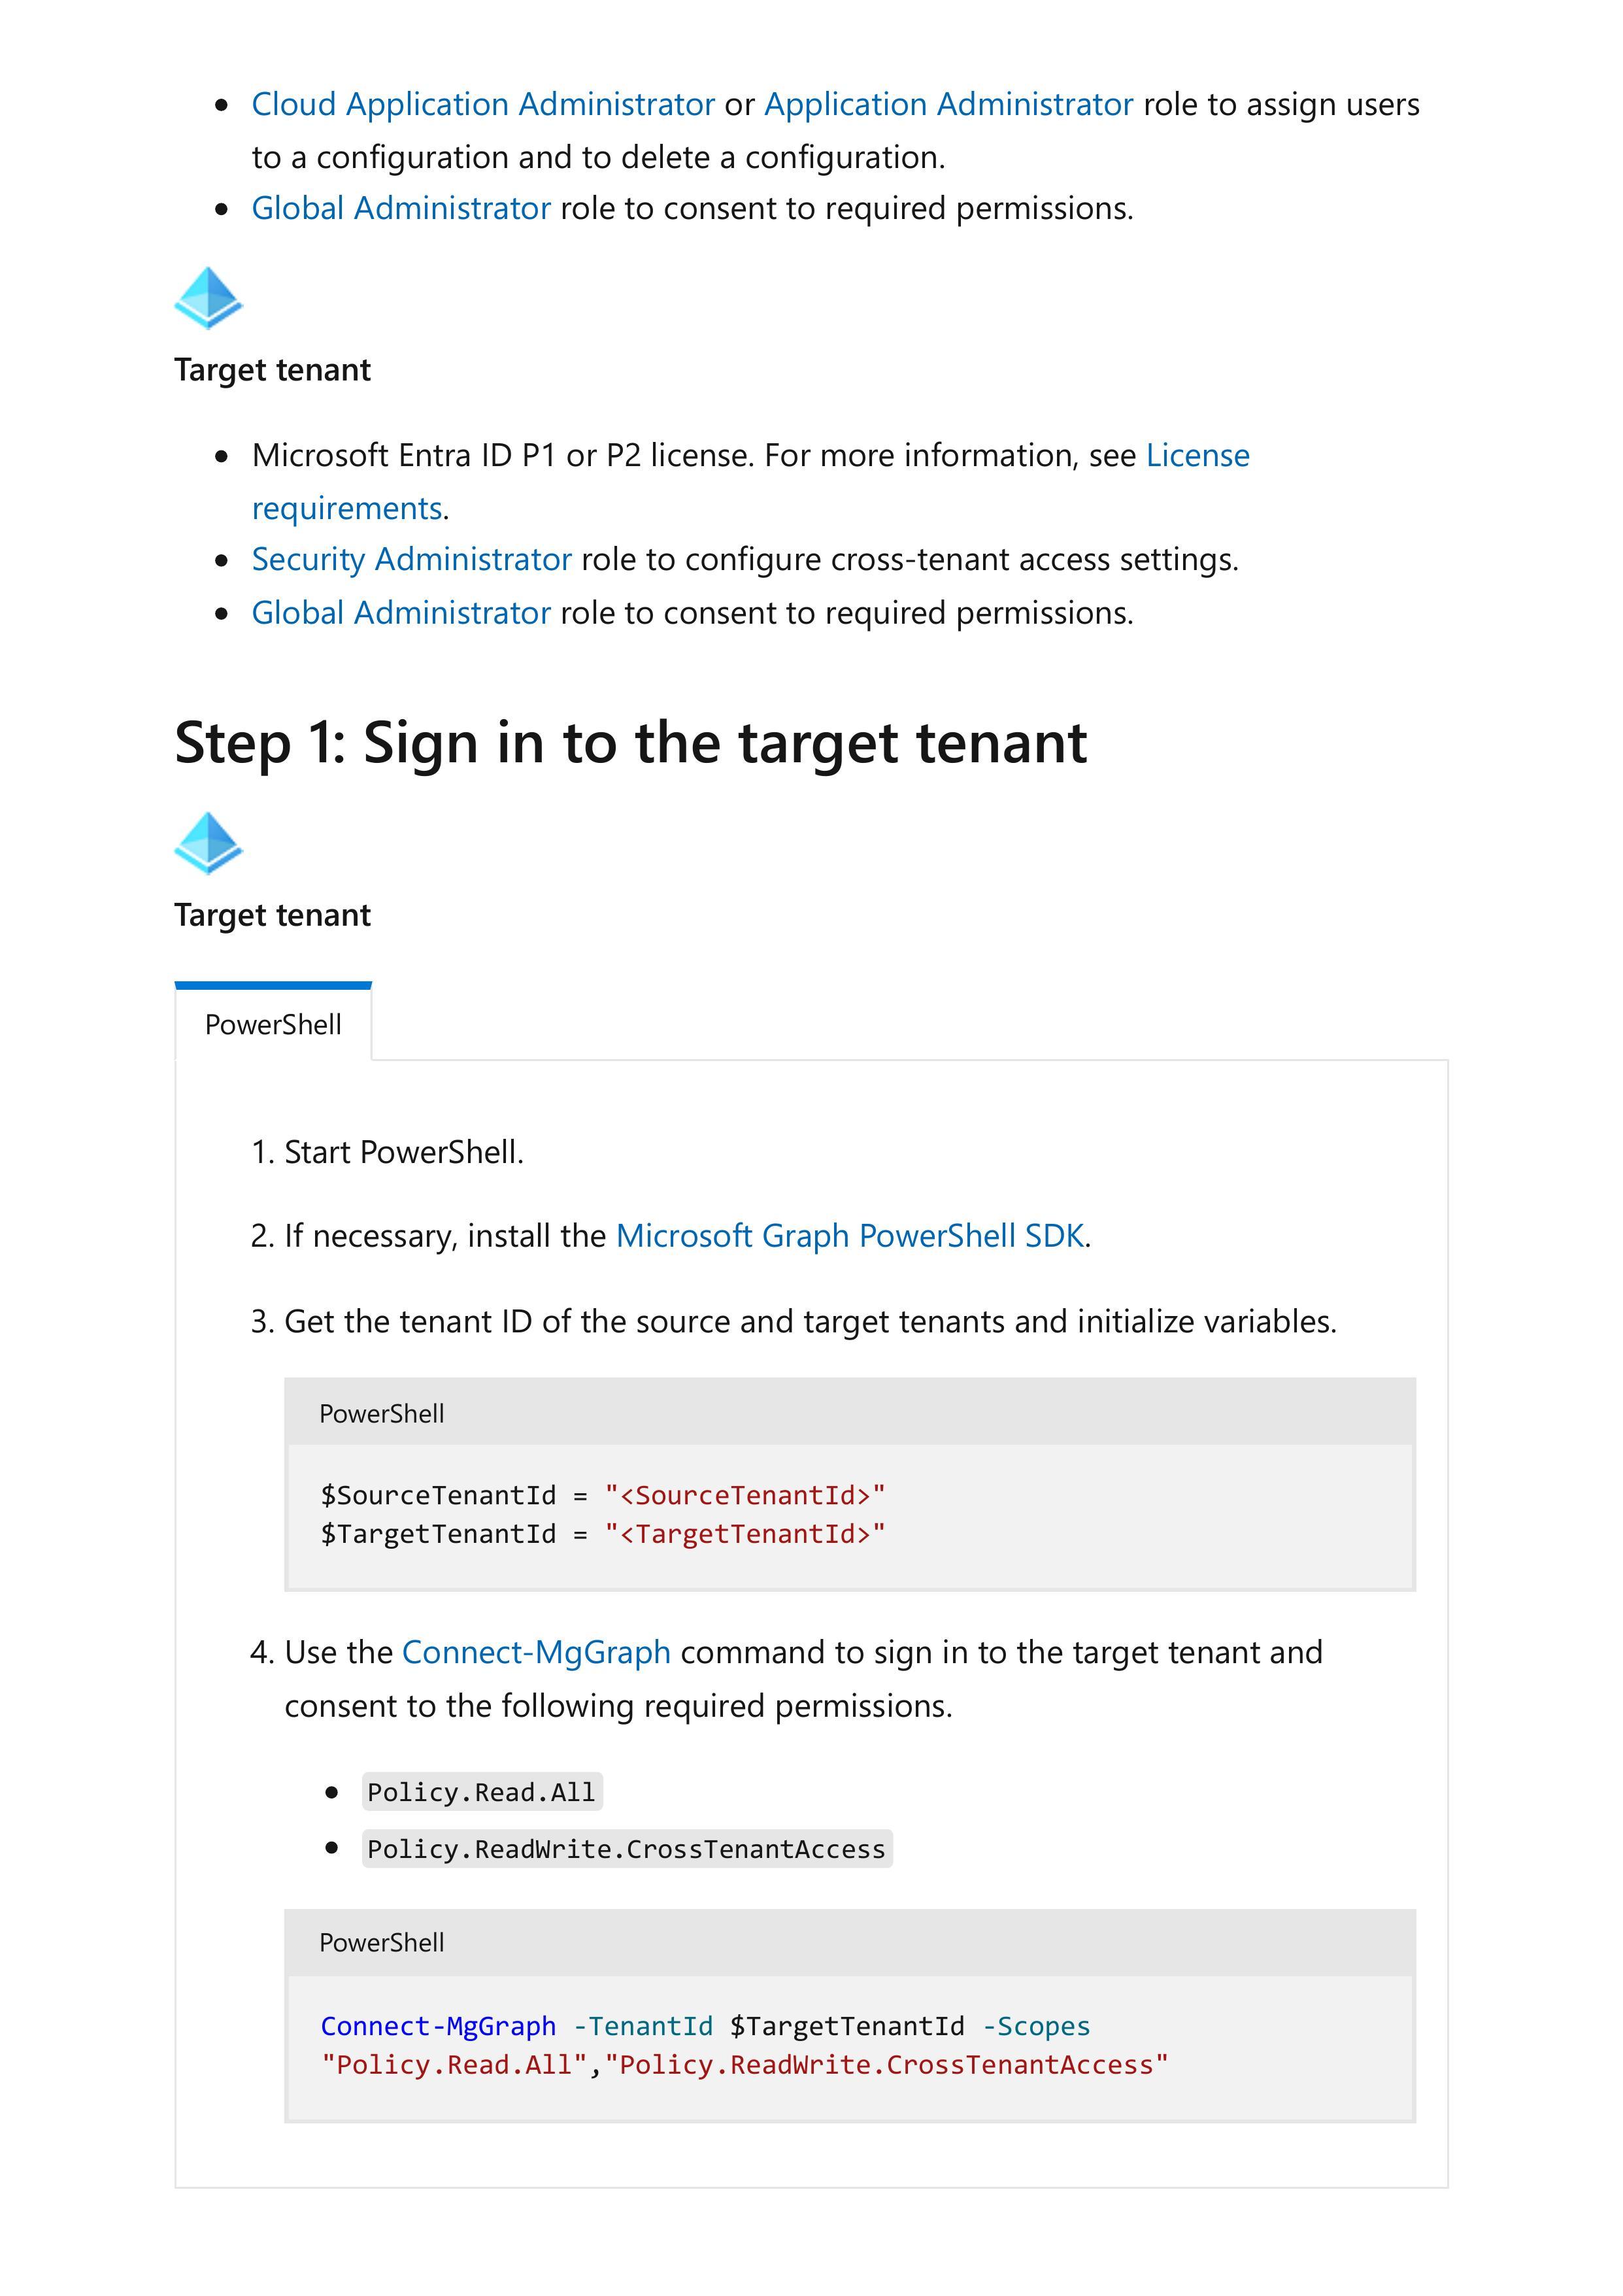 • Cloud Application Administrator or Application Administrator role to assign users
to a configuration and to delete a configuration.
• Global Administrator role to consent to required permissions.
Target tenant
• Microsoft Entra ID P1 or P2 license. For more information, see License
requirements.
• Security Administrator role to configure cross-tenant access settings.
• Global Administrator role to consent to required permissions.
Step 1: Sign in to the target tenant
Target tenant
PowerShell
1. Start PowerShell.
2. If necessary, install the Microsoft Graph PowerShell SDK.
3. Get the tenant ID of the source and target tenants and initialize variables.
PowerShell
$SourceTenantId = "<SourceTenantId>"
$TargetTenantId = "<TargetTenantId>"
4. Use the Connect-MgGraph command to sign in to the target tenant and
consent to the following required permissions.
• Policy.Read.All
• Policy.ReadWrite.CrossTenantAccess
PowerShell
Connect-MgGraph -TenantId $TargetTenantId -Scopes
"Policy.Read.All","Policy.ReadWrite.CrossTenantAccess"